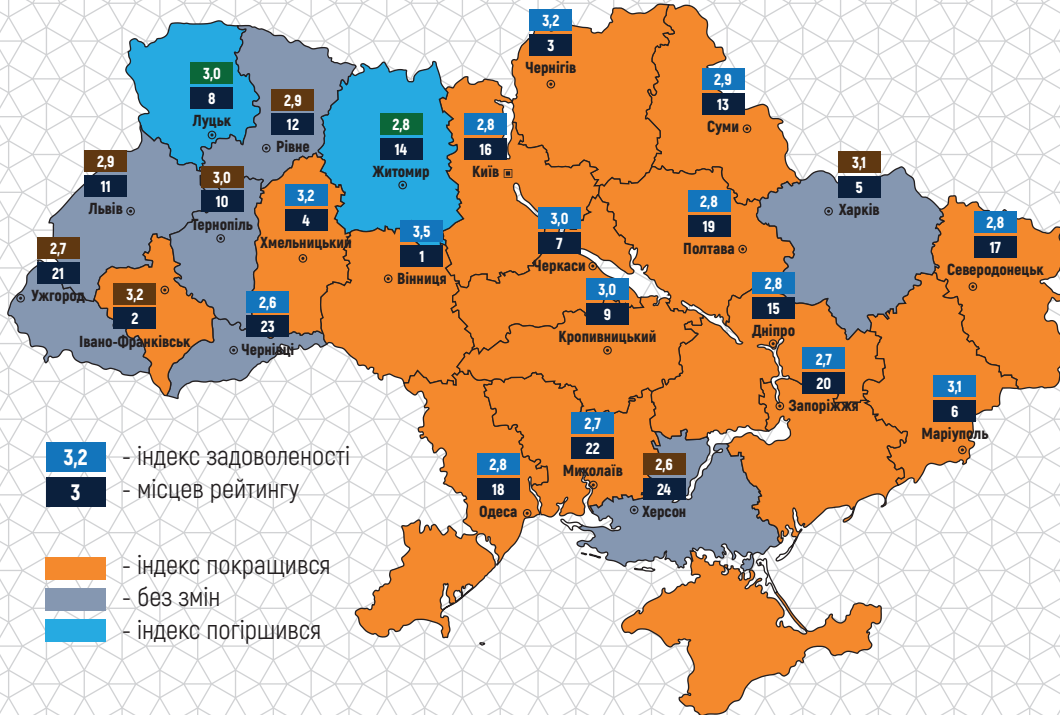 3,2
3
Чернігів
2,9
13
Суми
3,0
8
Луцьк
2,9
12
Рівне
2,8
14
Житомир
2,8
16
Київ
2,9
11
Львів
3,0
10
Тернопіль
3,2
4
Хмельницький
3,5
1
Вінниця
3,0
7
Черкаси
2,8
19
Полтава
3,1
5
Харків
2,8
17
Северодонецьк
2,7
21
Ужгород
3,2
2
Івано-Франківськ
2,6
23
Чернівці
3,0
9
Кропивницький
2,8
15
Дніпро
2,7
20
Запоріжжя
3,1
6
Маріуполь
2,8
18
Одеса
2,7
22
Миколаїв
2,6
24
Херсон
3,2 - індекс задоволеності
3 - місцев рейтингу
- індекс покращився
- без змін
- індекс погіршився